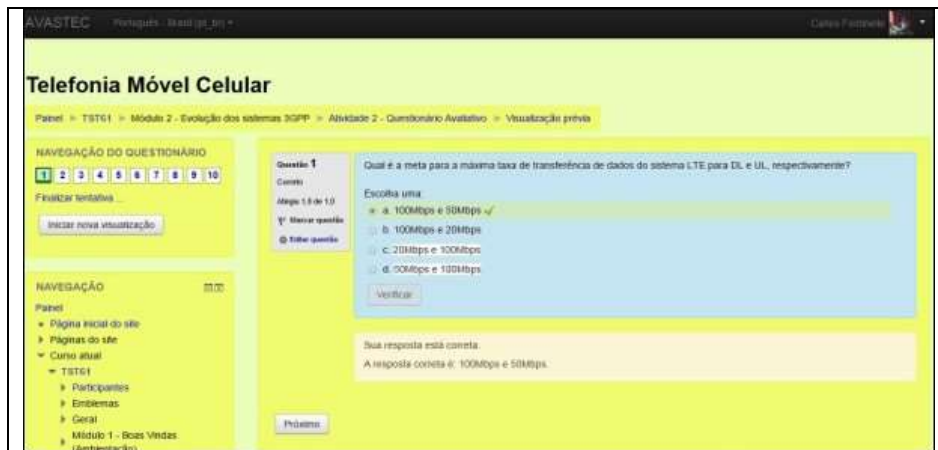 AVASTEC Português - Brasil (pt_br)
Telefonia Móvel Celular
Painel TST61 Módulo 2 - Evolução dos sistemas 3GPP Atividade 2 - Questionário Avaliativo Visualização prévia
NAVEGAÇÃO DO QUESTIONÁRIO
1 2 3 4 5 6 7 8 9 10
Finalizar tentativa ...
Iniciar nova visualização
NAVEGAÇÃO
Painel
Página inicial do site
Páginas do site
Curso atual
TST61
Participantes
Emblemas
Geral
Módulo 1 - Boas Vindas
(Ambientação)
Questão 1
Correto
Atingiu 1,0 de 1,0
Marcar questão
Editar questão
Qual é a meta para a máxima taxa de transferência de dados do sistema LTE para DL e UL, respectivamente?
Escolha uma:
a. 100Mbps e 50Mbps
b. 100Mbps e 20Mbps
c. 20Mbps e 100Mbps
d. 50Mbps e 100Mbps
Verificar
Sua resposta está correta.
A resposta correta é: 100Mbps e 50Mbps.
Próximo